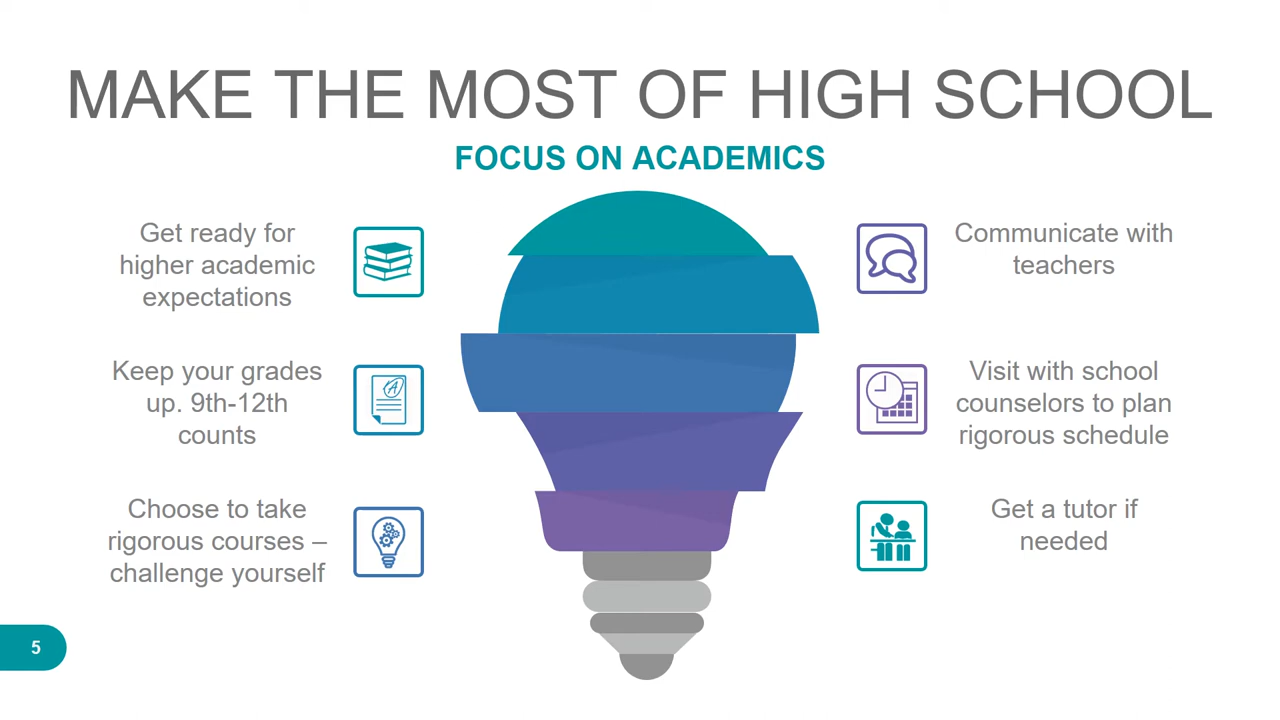 MAKE THE MOST OF HIGH SCHOOL
FOCUS ON ACADEMICS
Get ready for
higher academic
expectations
Keep your grades
up. 9th-12th
counts
A
Choose to take
rigorous courses –
challenge yourself
Communicate with
teachers
Visit with school
counselors to plan
rigorous schedule
Get a tutor if
needed
5